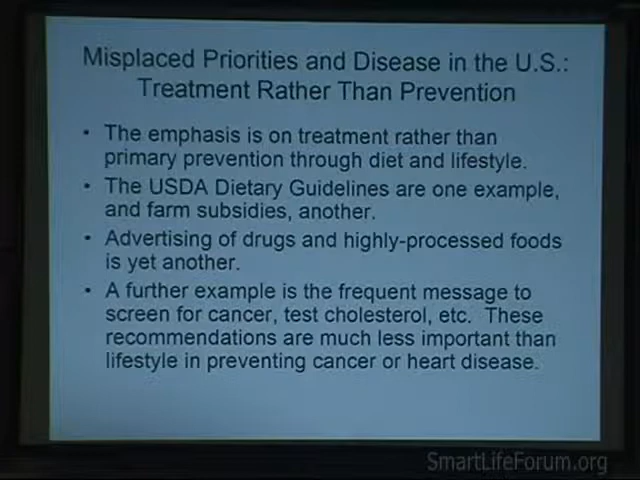 Misplaced Priorities and Disease in the U.S.:
Treatment Rather Than Prevention
• The emphasis is on treatment rather than
primary prevention through diet and lifestyle.
• The USDA Dietary Guidelines are one example,
and farm subsidies, another.
• Advertising of drugs and highly-processed foods
is yet another.
• A further example is the frequent message to
screen for cancer, test cholesterol, etc.  These
recommendations are much less important than
lifestyle in preventing cancer or heart disease.
SmartLifeForum.org